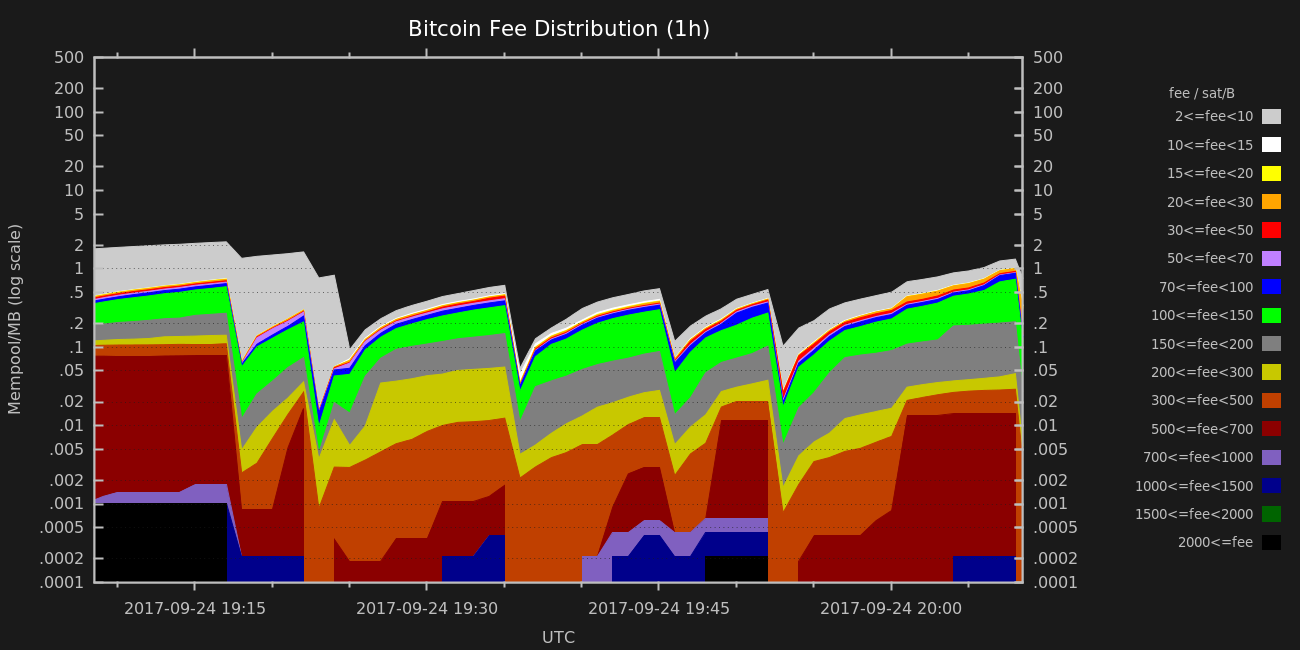 Bitcoin Fee Distribution (1h)
Mempool/MB (log scale)
500
200
100
50
20
10
5
2
1
.5
.2
.1
.05
.02
.01
.005
.002
.001
.0005
.0002
.0001
500
200
100
50
20
10
5
2
1
.5
.2
.1
.05
.02
.01
.005
.002
.001
.0005
.0002
.0001
fee / sat/B
2<=fee<10
10<=fee<15
15<=fee<20
20<=fee<30
30<=fee<50
50<=fee<70
70<=fee<100
100<=fee<150
150<=fee<200
200<=fee<300
300<=fee<500
500<=fee<700
700<=fee<1000
1000<=fee<1500
1500<=fee<2000
2000<=fee
2017-09-24 19:15 2017-09-24 19:30 2017-09-24 19:45 2017-09-24 20:00
UTC